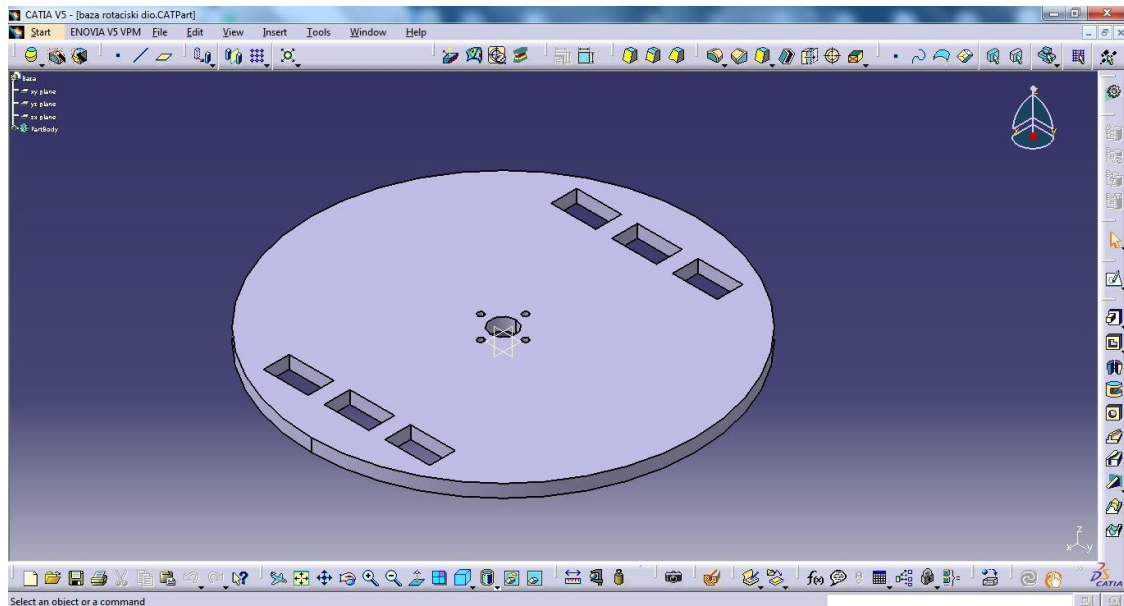 CATIA V5 - [baza rotaciski dio.CATPart]
Start ENOVIA V5 VPM File Edit View Insert Tools Window Help
Baza
xy plane
yz plane
zx plane
PartBody
z
z
x y
f(x)
CATIA
Select an object or a command